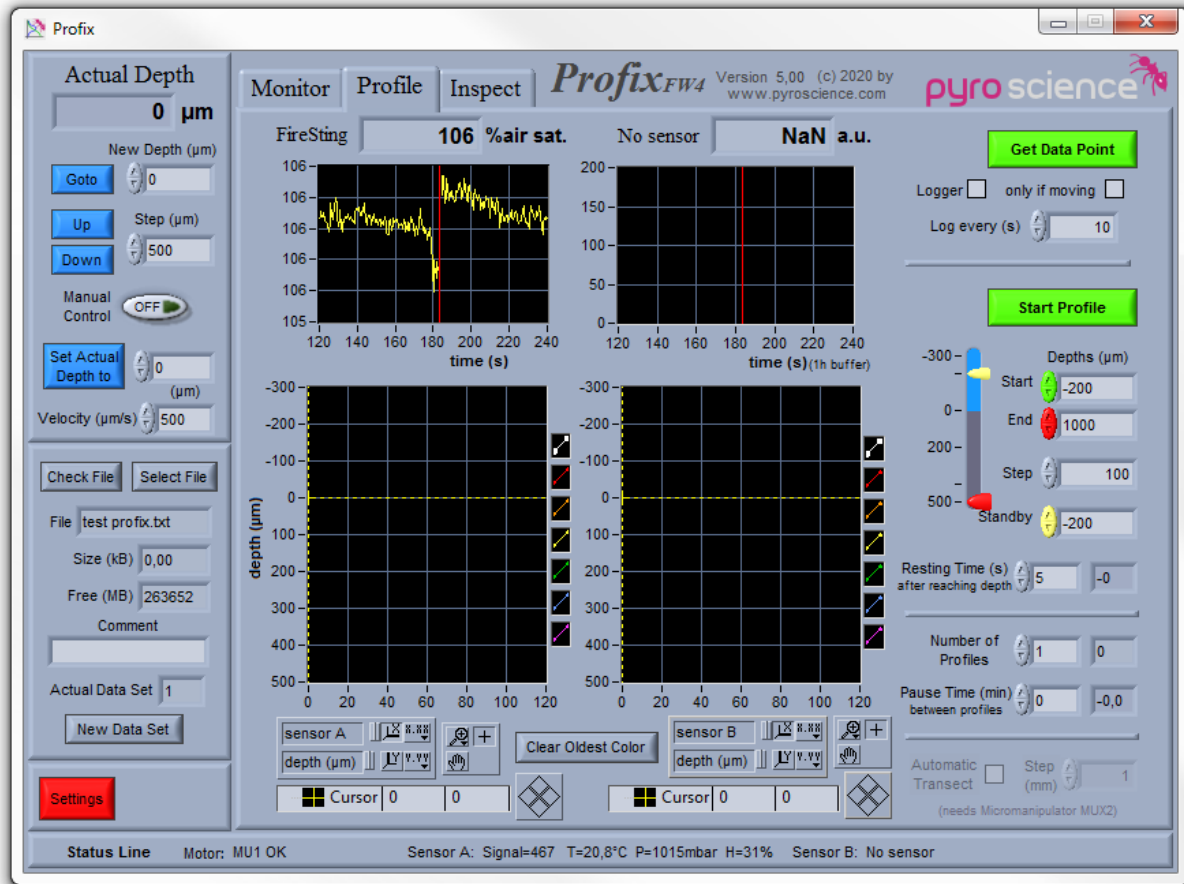 Profix
Actual Depth
0 µm
New Depth (µm)
Goto
0
Up
Step (µm)
500
Down
Manual
Control
OFF
Set Actual
Depth to
0
(µm)
Velocity (µm/s)
500
Check File
Select File
File
test profix.txt
Size (kB)
0,00
Free (MB)
263652
Comment
Actual Data Set
1
New Data Set
Settings
Monitor
Profile
Inspect
Profix FW4
Version 5,00 (c) 2020 by
www.pyroscience.com
pyro science
FireSting
106 %air sat.
106
106
106
106
106
105
120 140 160 180 200 220 240
time (s)
No sensor
NaN a.u.
200
150
100
50
0
120 140 160 180 200 220 240
time (s) (1h buffer)
depth (µm)
-300
-200
-100
0
100
200
300
400
500
0 20 40 60 80 100 120
-300
-200
-100
0
100
200
300
400
500
0 20 40 60 80 100 120
sensor A
X X.XX
depth (µm)
Y Y.YY
Cursor 0 0
Clear Oldest Color
sensor B
X X.XX
depth (µm)
Y Y.YY
Cursor 0 0
Get Data Point
Logger
only if moving
Log every (s)
10
Start Profile
-300
0
200
500
Depths (µm)
Start
-200
End
1000
Step
100
Standby
-200
Resting Time (s)
after reaching depth
5
-0
Number of
Profiles
1
0
Pause Time (min)
between profiles
0
-0,0
Automatic
Transect
Step
(mm)
1
(needs Micromanipulator MUX2)
Status Line
Motor: MU1 OK
Sensor A: Signal=467 T=20,8°C P=1015mbar H=31%
Sensor B: No sensor